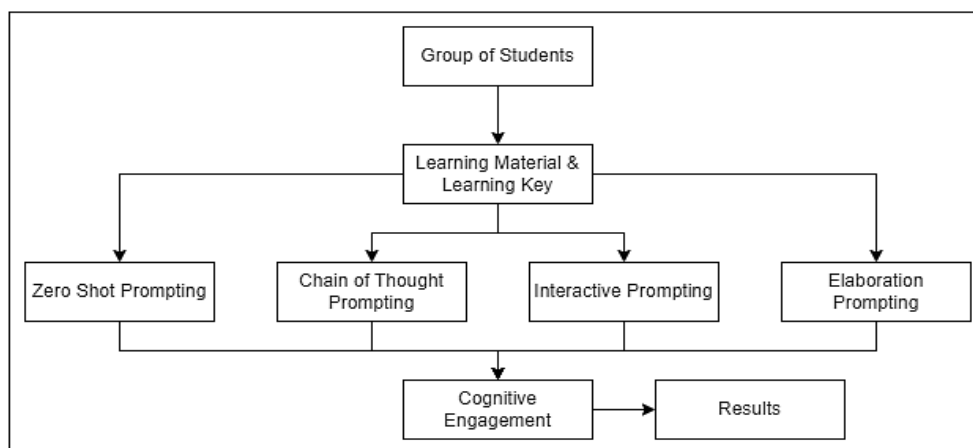 Group of Students
Learning Material &
Learning Key
Zero Shot Prompting
Chain of Thought
Prompting
Interactive Prompting
Elaboration
Prompting
Cognitive
Engagement
Results